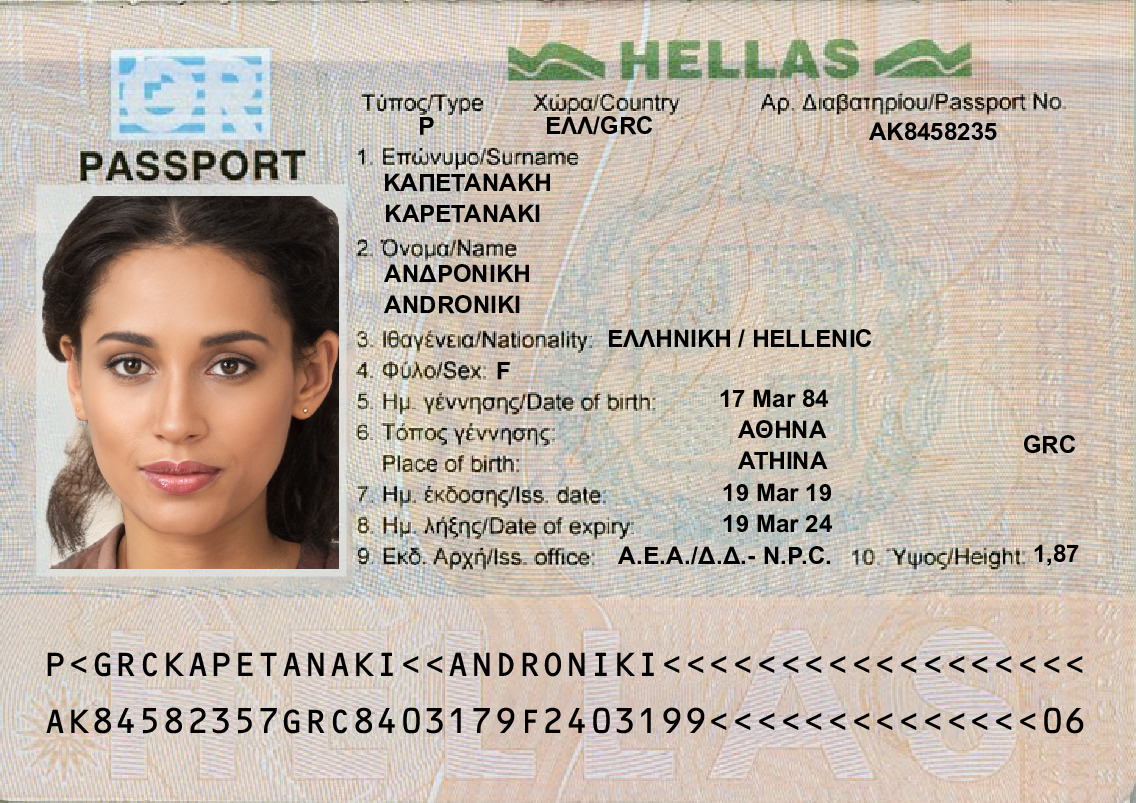 GR
HELLAS
PASSPORT
Τύπος/Type Χώρα/Country Αρ. Διαβατηρίου/Passport No.
P ΕΛΛ/GRC AK8458235
1. Επώνυμο/Surname
ΚΑΠΕΤΑΝΑΚΗ
KAPETANAKI
2. Όνομα/Name
ΑΝΔΡΟΝΙΚΗ
ANDRONIKI
3. Ιθαγένεια/Nationality: ΕΛΛΗΝΙΚΗ / HELLENIC
4. Φύλο/Sex: F
5. Ημ. γέννησης/Date of birth: 17 Mar 84
6. Τόπος γέννησης: ΑΘΗΝΑ
Place of birth: ATHINA GRC
7. Ημ. έκδοσης/Iss. date: 19 Mar 19
8. Ημ. λήξης/Date of expiry: 19 Mar 24
9. Εκδ. Αρχή/Iss. office: Α.Ε.Α./Δ.Δ.- N.P.C. 10. Ύψος/Height: 1,87
HELLAS
P<GRCKAPETANAKI<<ANDRONIKI<<<<<<<<<<<<<<<<<<
AK84582357GRC8403179F2403199<<<<<<<<<<<<<<06